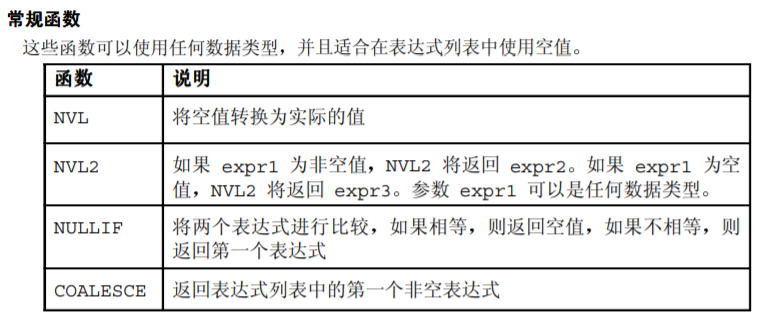 常规函数
这些函数可以使用任何数据类型，并且适合在表达式列表中使用空值。
函数 说明
NVL 将空值转换为实际的值
NVL2 如果 expr1 为非空值，NVL2 将返回 expr2。如果 expr1 为空
值，NVL2 将返回 expr3。参数 expr1 可以是任何数据类型。
NULLIF 将两个表达式进行比较，如果相等，则返回空值，如果不相等，则
返回第一个表达式
COALESCE 返回表达式列表中的第一个非空表达式